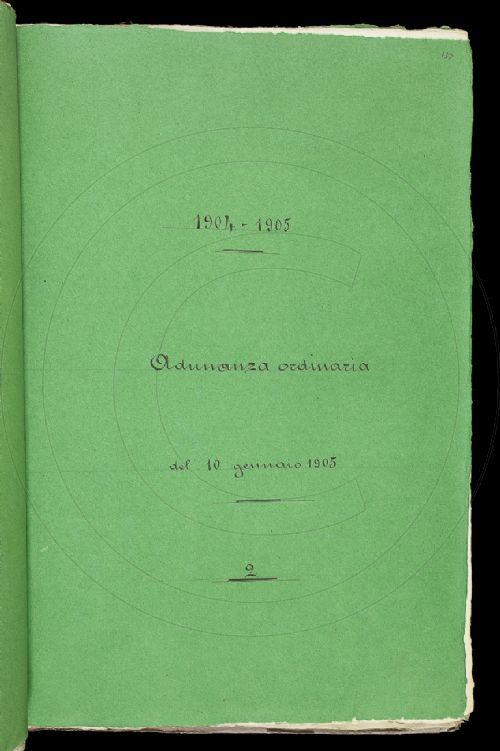 1904 - 1905
Adunanza ordinaria
del 10 gennaio 1905
2